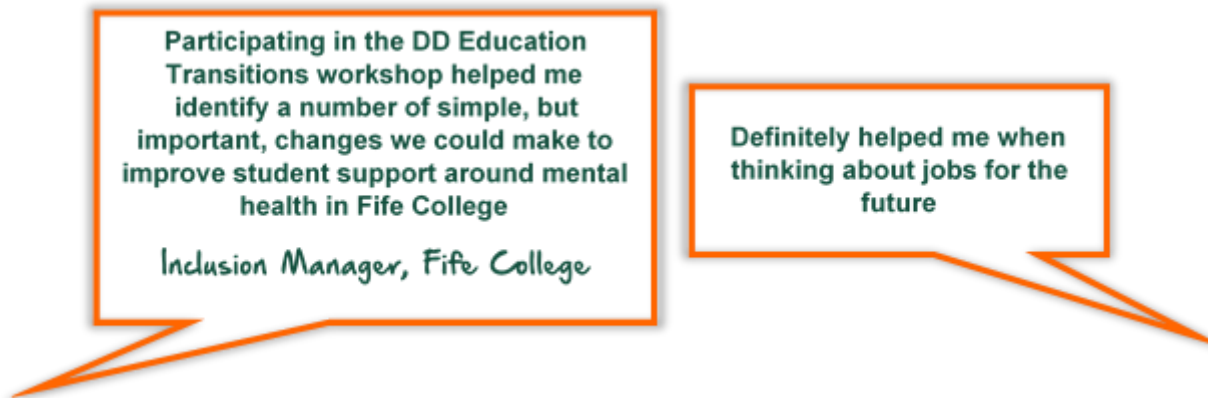 Participating in the DD Education
Transitions workshop helped me
identify a number of simple, but
important, changes we could make to
improve student support around mental
health in Fife College
Inclusion Manager, Fife College
Definitely helped me when
thinking about jobs for the
future